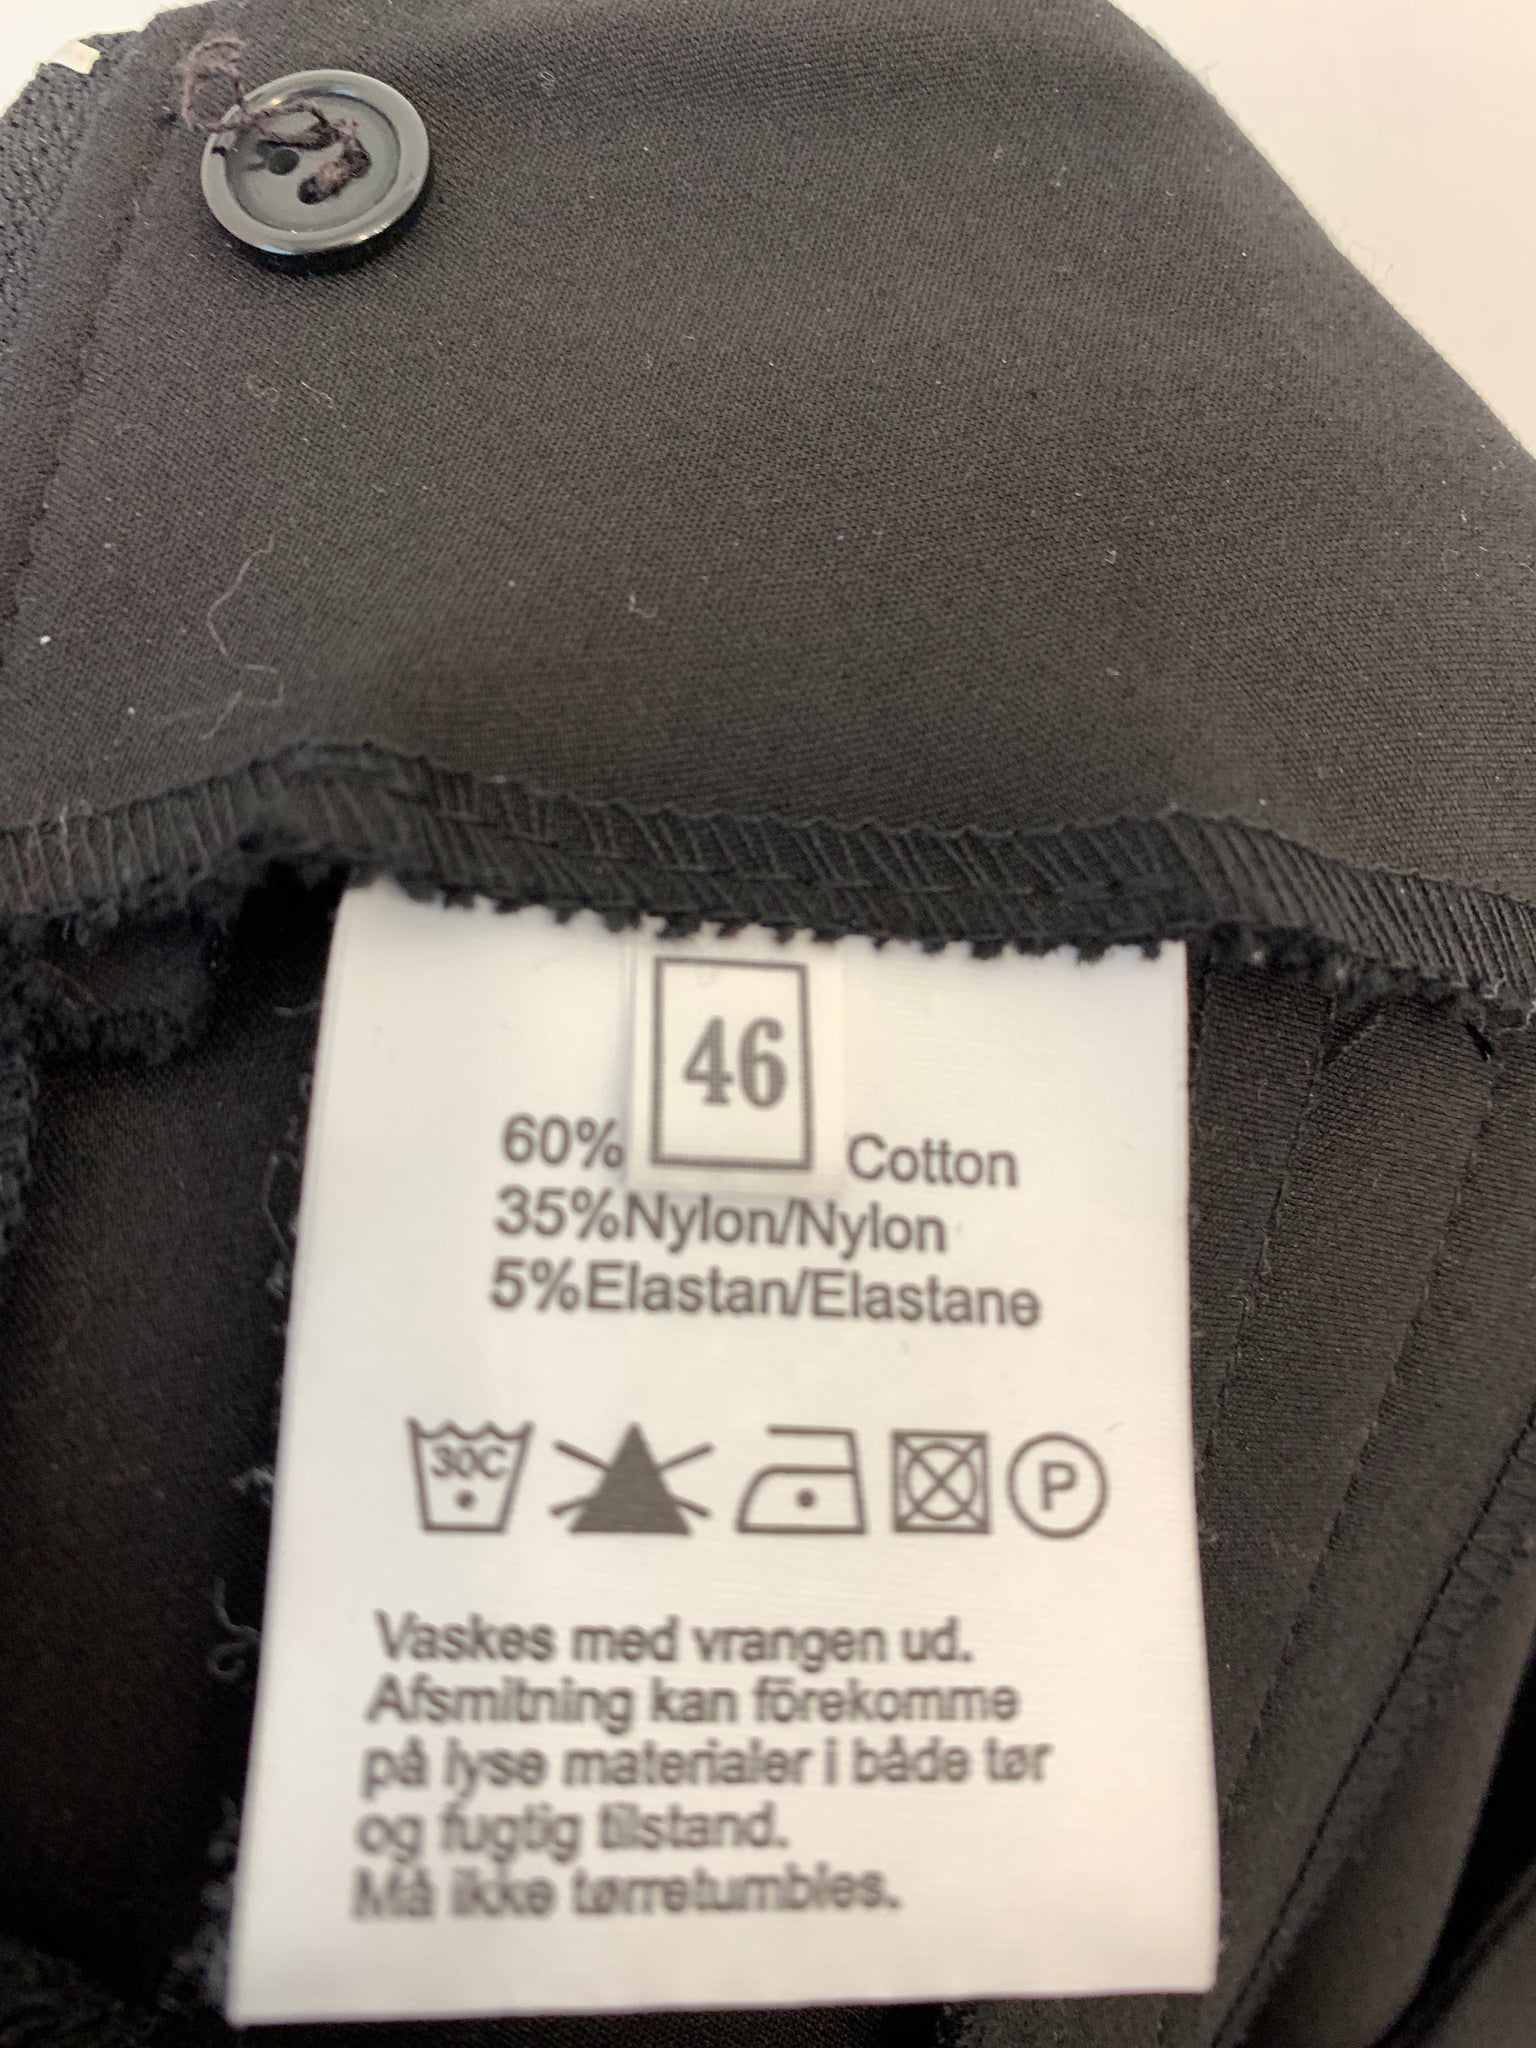 46
60% Cotton
35%Nylon/Nylon
5%Elastan/Elastane
30C
P
Vaskes med vrangen ud.
Afsmitning kan förekomme
på lyse materialer i både tør
og fugtig tilstand.
Må ikke tørretumbles.